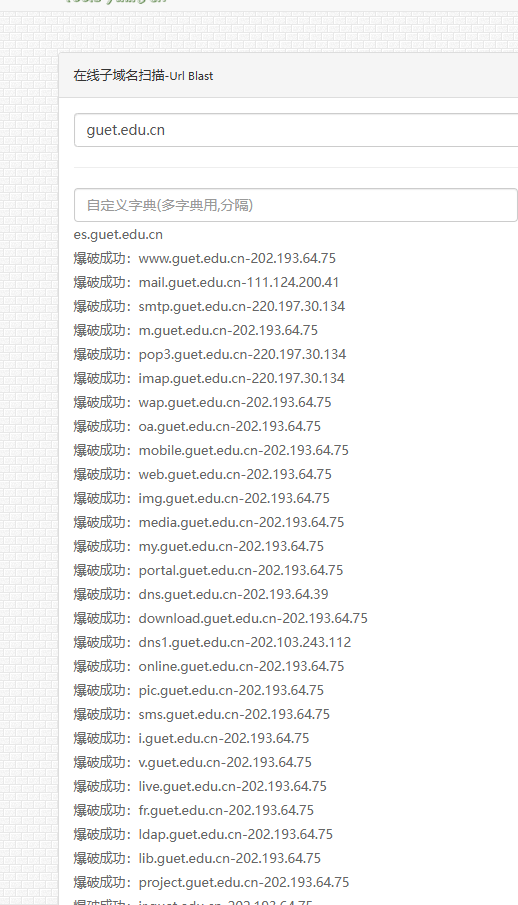 在线子域名扫描-Url Blast
guet.edu.cn
自定义字典(多字典用,分隔)
es.guet.edu.cn
爆破成功：www.guet.edu.cn-202.193.64.75
爆破成功：mail.guet.edu.cn-111.124.200.41
爆破成功：smtp.guet.edu.cn-220.197.30.134
爆破成功：m.guet.edu.cn-202.193.64.75
爆破成功：pop3.guet.edu.cn-220.197.30.134
爆破成功：imap.guet.edu.cn-220.197.30.134
爆破成功：wap.guet.edu.cn-202.193.64.75
爆破成功：oa.guet.edu.cn-202.193.64.75
爆破成功：mobile.guet.edu.cn-202.193.64.75
爆破成功：web.guet.edu.cn-202.193.64.75
爆破成功：img.guet.edu.cn-202.193.64.75
爆破成功：media.guet.edu.cn-202.193.64.75
爆破成功：my.guet.edu.cn-202.193.64.75
爆破成功：portal.guet.edu.cn-202.193.64.75
爆破成功：dns.guet.edu.cn-202.193.64.39
爆破成功：download.guet.edu.cn-202.193.64.75
爆破成功：dns1.guet.edu.cn-202.103.243.112
爆破成功：online.guet.edu.cn-202.193.64.75
爆破成功：pic.guet.edu.cn-202.193.64.75
爆破成功：sms.guet.edu.cn-202.193.64.75
爆破成功：i.guet.edu.cn-202.193.64.75
爆破成功：v.guet.edu.cn-202.193.64.75
爆破成功：live.guet.edu.cn-202.193.64.75
爆破成功：fr.guet.edu.cn-202.193.64.75
爆破成功：ldap.guet.edu.cn-202.193.64.75
爆破成功：lib.guet.edu.cn-202.193.64.75
爆破成功：project.guet.edu.cn-202.193.64.75